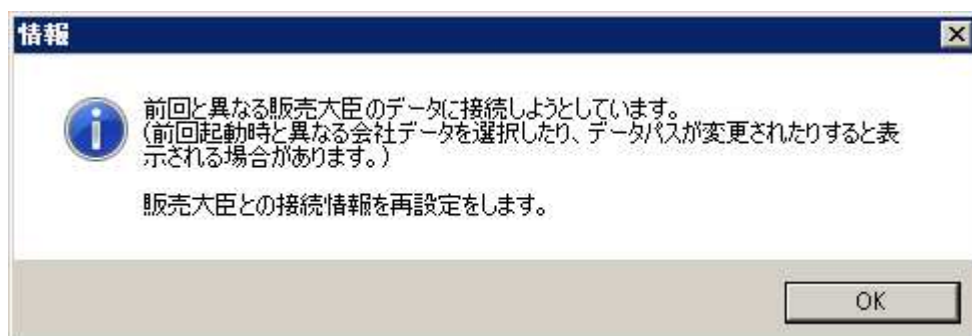 情報
前回と異なる販売大臣のデータに接続しようとしています。
(前回起動時と異なる会社データを選択したり、データパスが変更されたりすると表
示される場合があります。)
販売大臣との接続情報を再設定をします。
OK